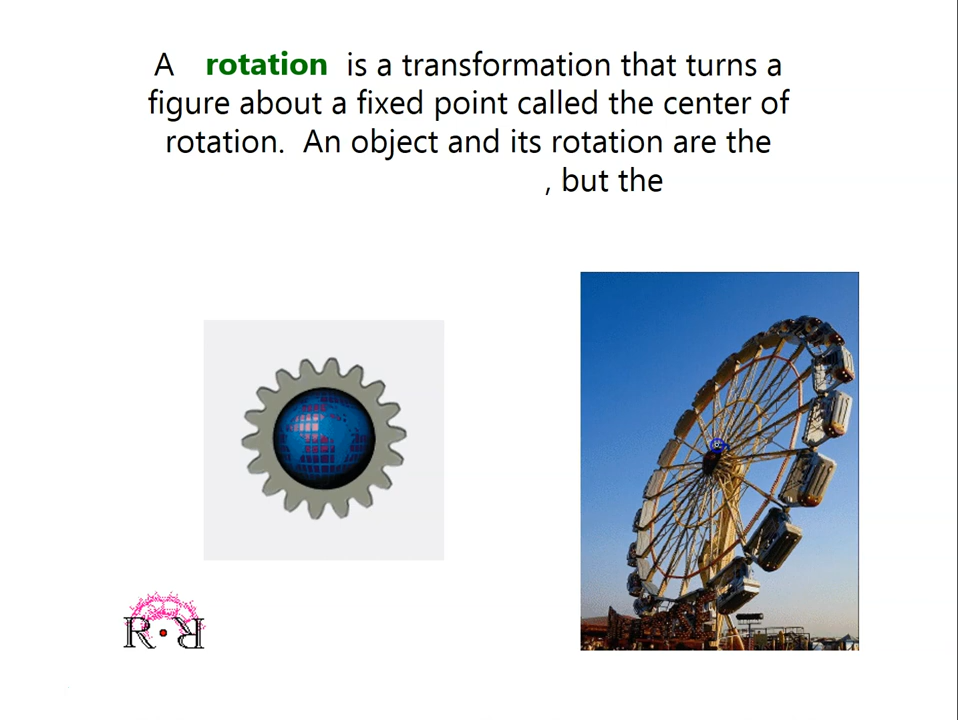 A rotation is a transformation that turns a
figure about a fixed point called the center of
rotation. An object and its rotation are the
, but the
R R